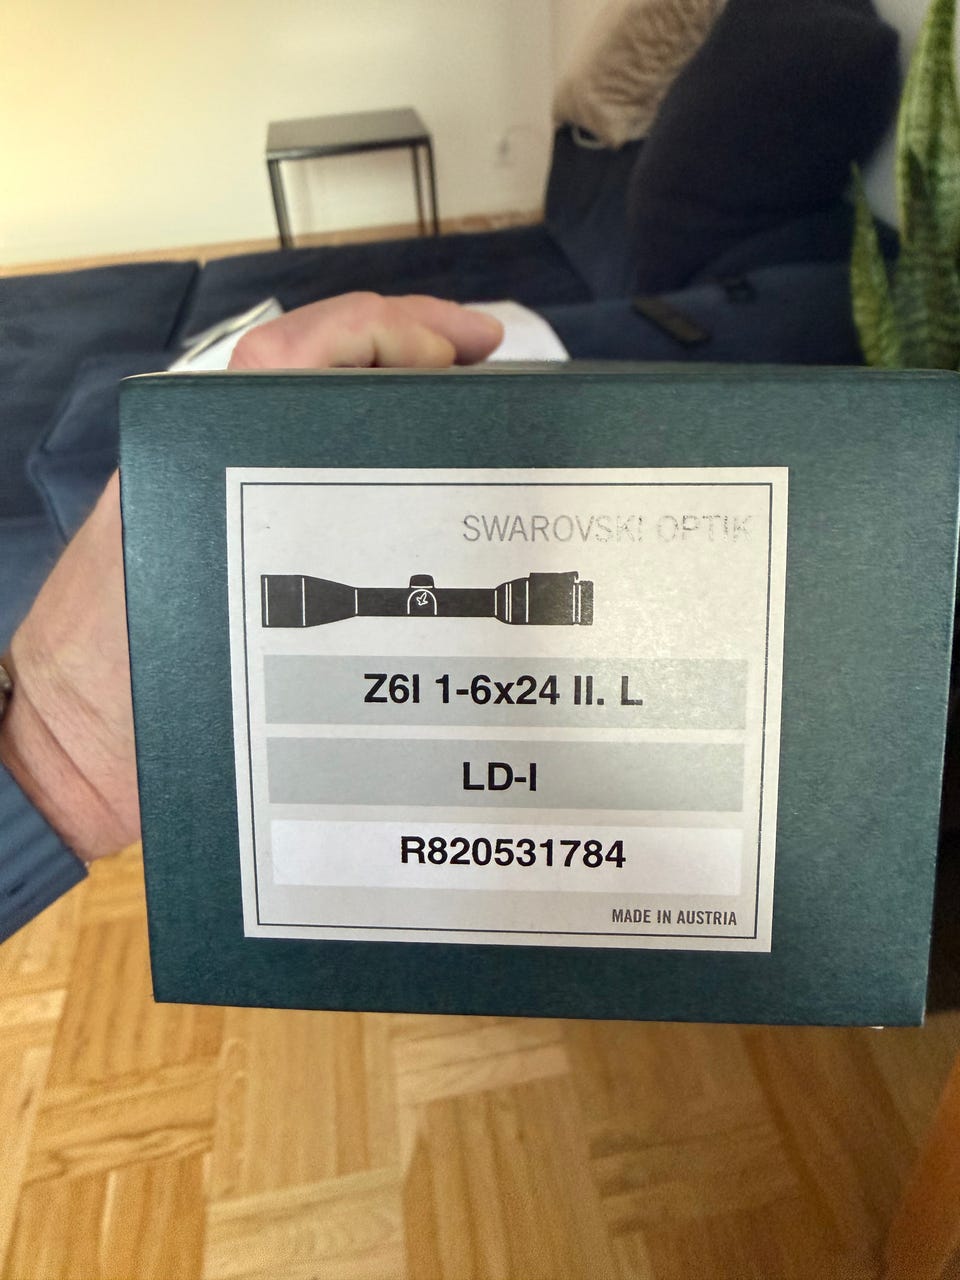 SWAROVSKI OPTIK
Z6I 1-6x24 II. L
LD-I
R820531784
MADE IN AUSTRIA